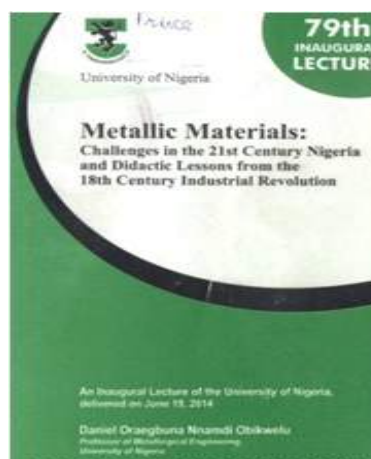 79th
INAUGURA
LECTUR
University of Nigeria
Metallic Materials:
Challenges in the 21st Century Nigeria
and Didactic Lessons from the
18th Century Industrial Revolution
An Inaugural Lecture of the University of Nigeria,
delivered on June 19, 2014
Daniel Oraegbuna Nnamdi Obikwelu
Professor of Metallurgical Engineering
University of Nigeria